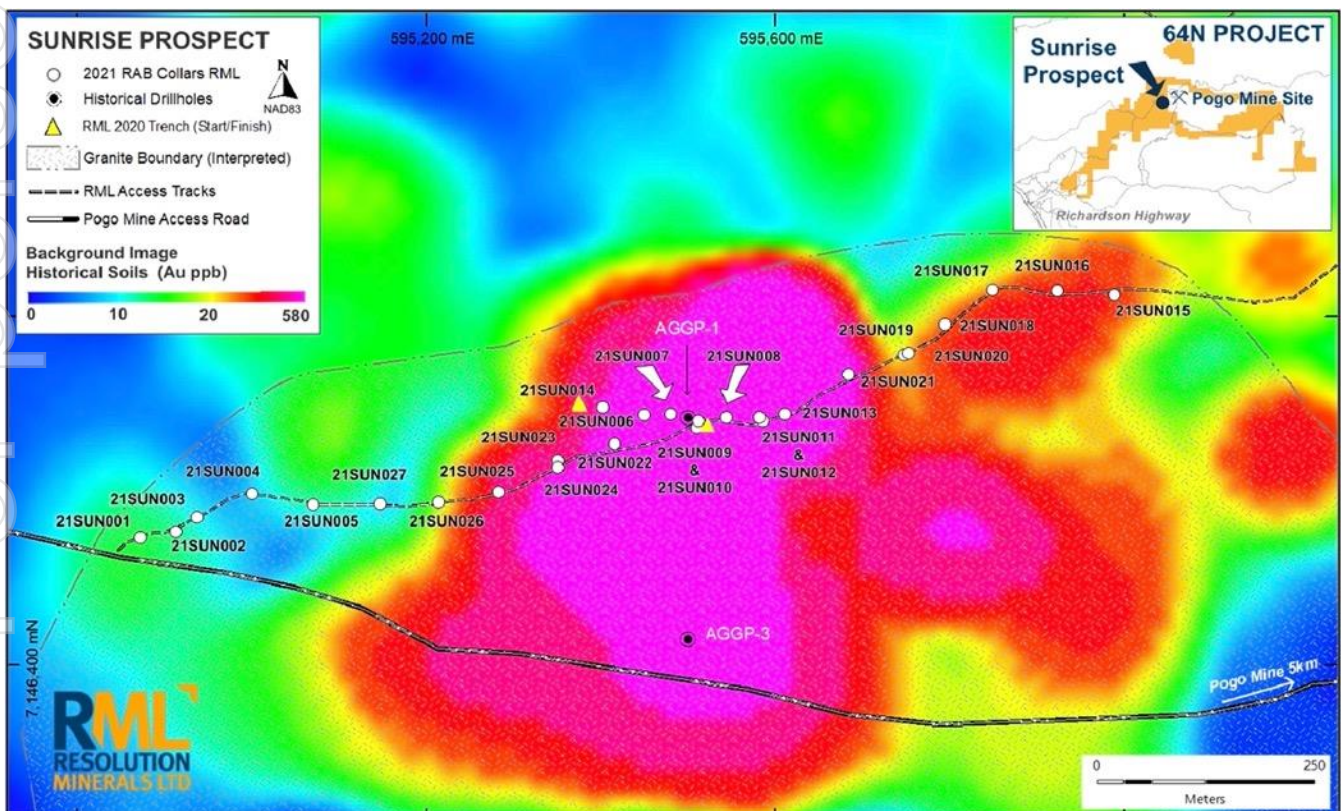 SUNRISE PROSPECT
2021 RAB Collars RML
Historical Drillholes
RML 2020 Trench (Start/Finish)
Granite Boundary (Interpreted)
RML Access Tracks
Pogo Mine Access Road
N
NAD83
Background Image
Historical Soils (Au ppb)
0 10 20 580
595,200 mE
595,600 mE
64N PROJECT
Sunrise
Prospect
Pogo Mine Site
Richardson Highway
21SUN017
21SUN016
21SUN015
21SUN018
21SUN019
21SUN020
AGGP-1
21SUN007
21SUN008
21SUN021
21SUN014
21SUN006
21SUN013
21SUN023
21SUN022
21SUN009
&
21SUN010
21SUN011
&
21SUN012
21SUN004
21SUN027
21SUN025
21SUN024
21SUN003
21SUN001
21SUN002
21SUN005
21SUN026
AGGP-3
7,146,400 mN
Pogo Mine 5km
RML
RESOLUTION
MINERALS LTD
0 250
Meters